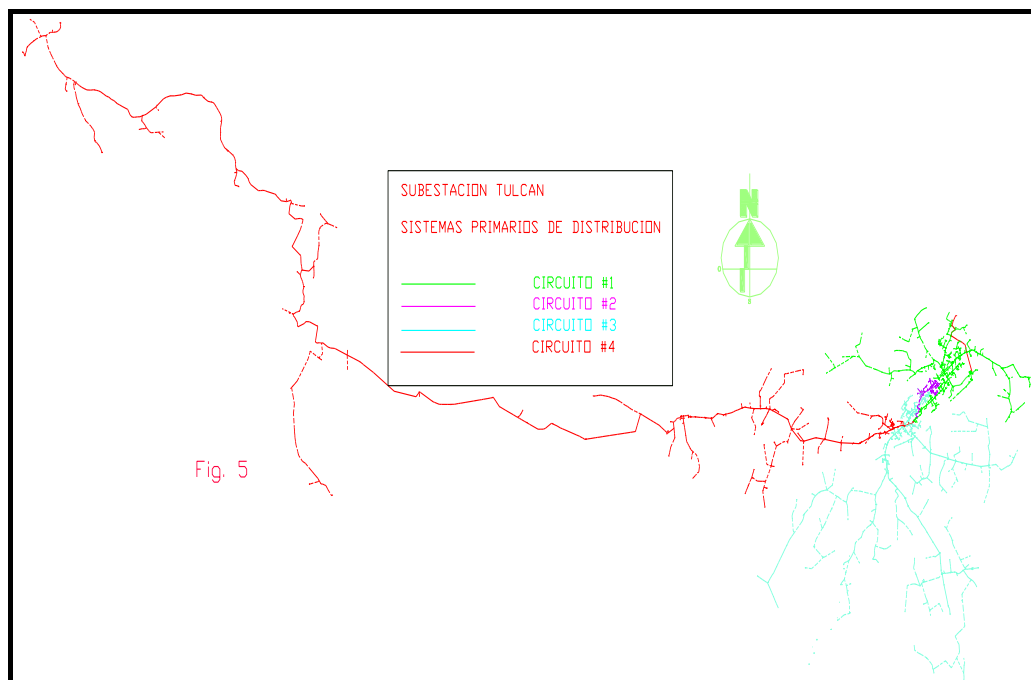 SUBESTACION TULCAN
SISTEMAS PRIMARIOS DE DISTRIBUCION
CIRCUITO #1
CIRCUITO #2
CIRCUITO #3
CIRCUITO #4
N
Fig. 5